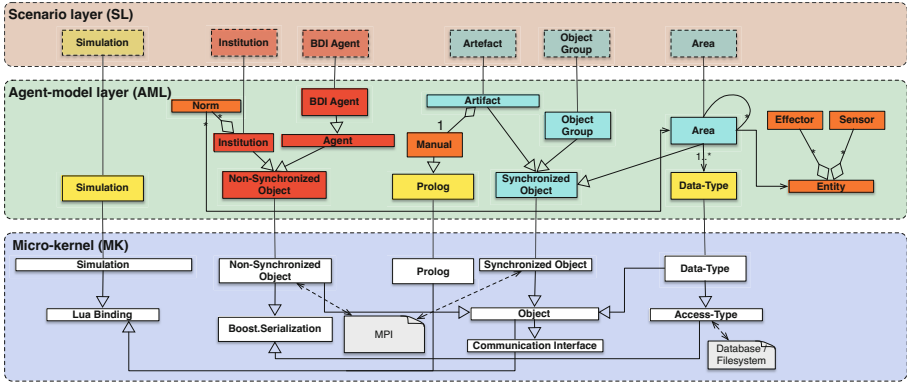 Scenario layer (SL)
Simulation
Institution
BDI Agent
Artefact
Object
Group
Area
Agent-model layer (AML)
Norm
*
*
Institution
BDI Agent
Agent
Non-Synchronized
Object
Simulation
Artifact
1
Manual
Prolog
Object
Group
Synchronized
Object
Area
*
1..*
Data-Type
Effector
Sensor
*
*
Entity
Micro-kernel (MK)
Simulation
Lua Binding
Non-Synchronized
Object
Boost.Serialization
MPI
Prolog
Synchronized Object
Object
Communication Interface
Data-Type
Access-Type
Database /
Filesystem